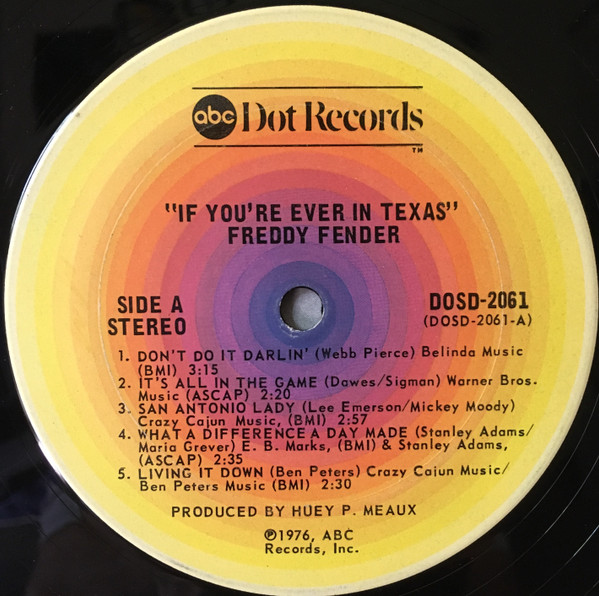 abc Dot Records
TM
"IF YOU'RE EVER IN TEXAS"
FREDDY FENDER
SIDE A
STEREO
DOSD-2061
(DOSD-2061-A)
1. DON'T DO IT DARLIN' (Webb Pierce) Belinda Music
(BMI) 3:15
2. IT'S ALL IN THE GAME (Dawes/Sigman) Warner Bros.
Music (ASCAP) 2:20
3. SAN ANTONIO LADY (Lee Emerson/Mickey Moody)
Crazy Cajun Music, (BMI) 2:57
4. WHAT A DIFFERENCE A DAY MADE (Stanley Adams/
Maria Grever) E. B. Marks, (BMI) & Stanley Adams,
(ASCAP) 2:35
5. LIVING IT DOWN (Ben Peters) Crazy Cajun Music/
Ben Peters Music (BMI) 2:30
PRODUCED BY HUEY P. MEAUX
℗1976, ABC
Records, Inc.